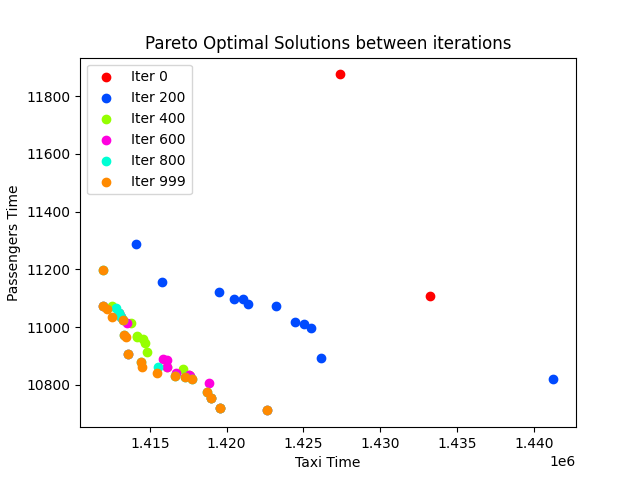 Pareto Optimal Solutions between iterations
Iter 0
Iter 200
Iter 400
Iter 600
Iter 800
Iter 999
Passengers Time
11800
11600
11400
11200
11000
10800
1.415 1.420 1.425 1.430 1.435 1.440
1e6
Taxi Time